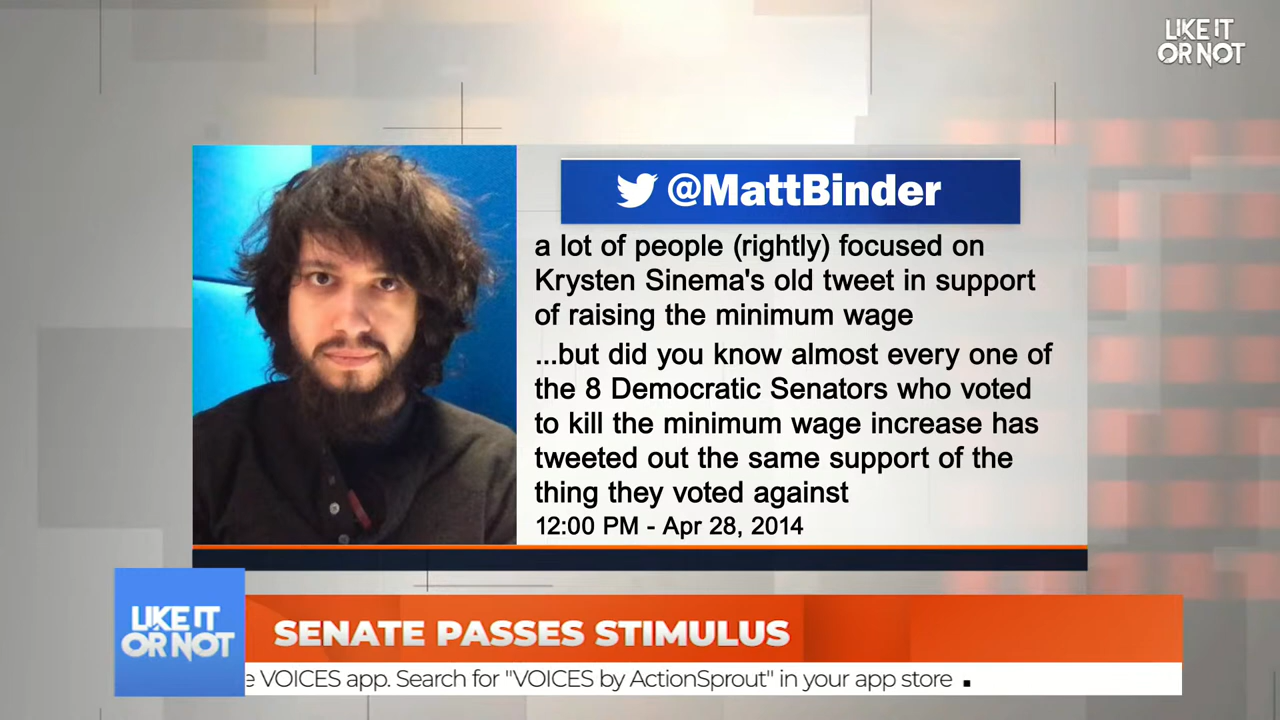 LIKE IT
OR NOT
@MattBinder
a lot of people (rightly) focused on
Krysten Sinema's old tweet in support
of raising the minimum wage
...but did you know almost every one of
the 8 Democratic Senators who voted
to kill the minimum wage increase has
tweeted out the same support of the
thing they voted against
12:00 PM - Apr 28, 2014
LIKE IT
OR NOT
SENATE PASSES STIMULUS
e VOICES app. Search for "VOICES by ActionSprout" in your app store .